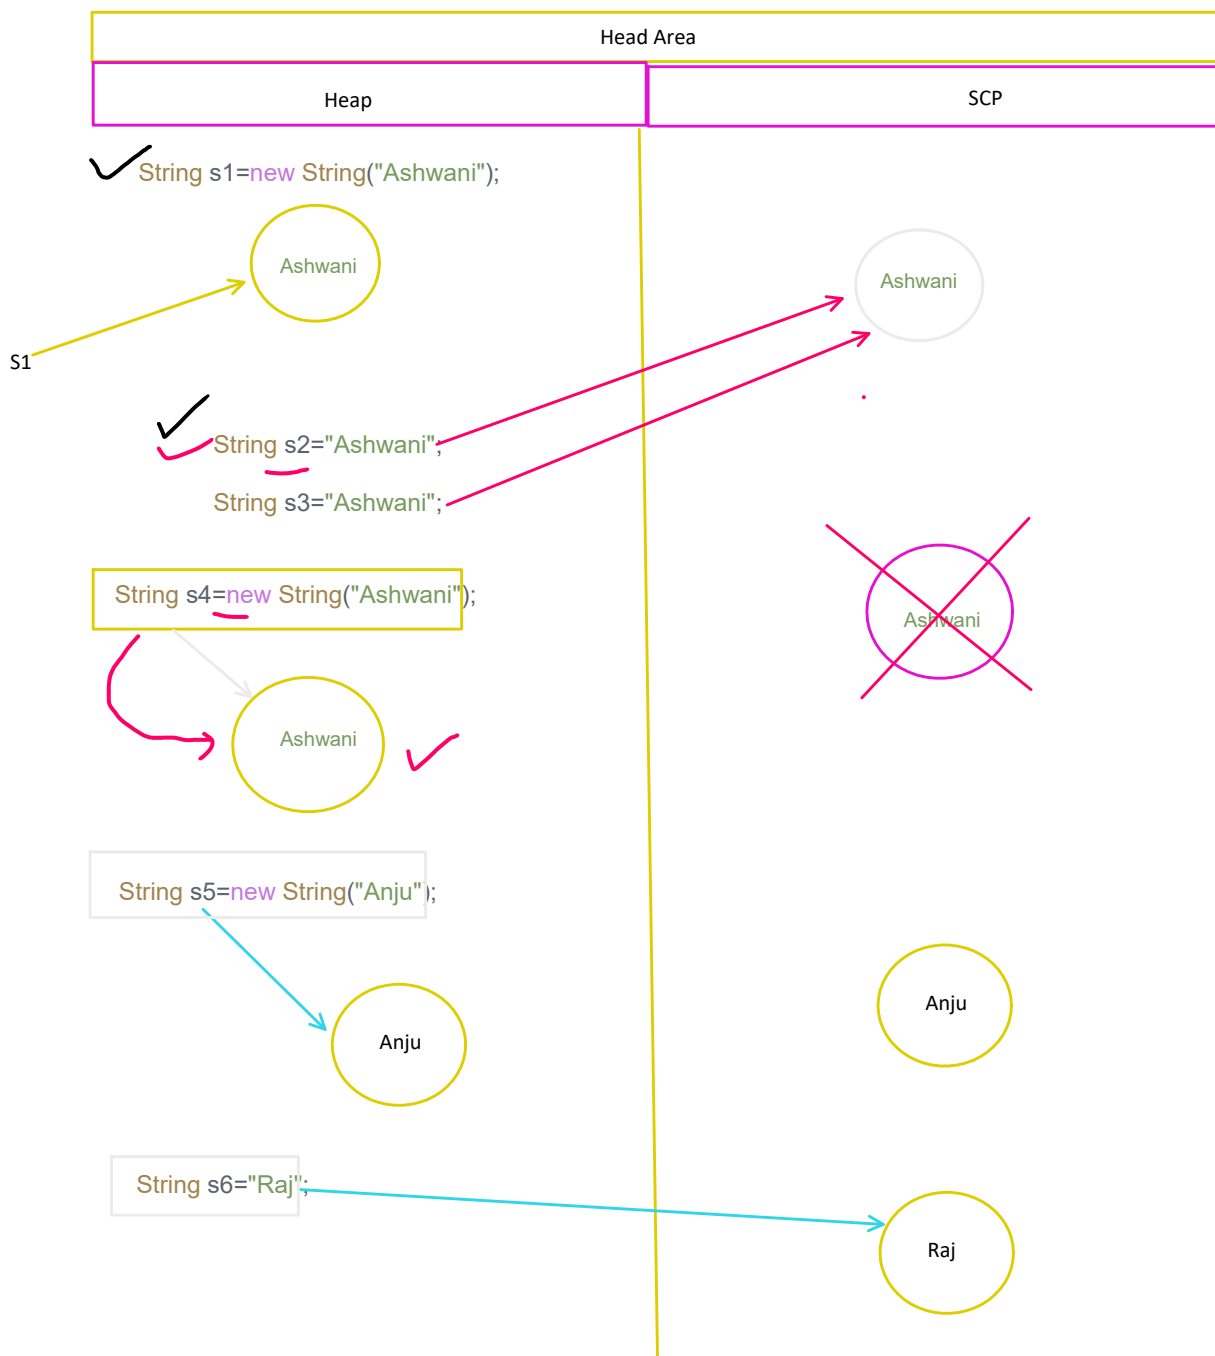 Head Area
Heap
SCP
String s1=new String("Ashwani");
Ashwani
Ashwani
S1
String s2="Ashwani";
String s3="Ashwani";
String s4=new String("Ashwani");
Ashwani
Ashwani
String s5=new String("Anju");
Anju
Anju
String s6="Raj";
Raj